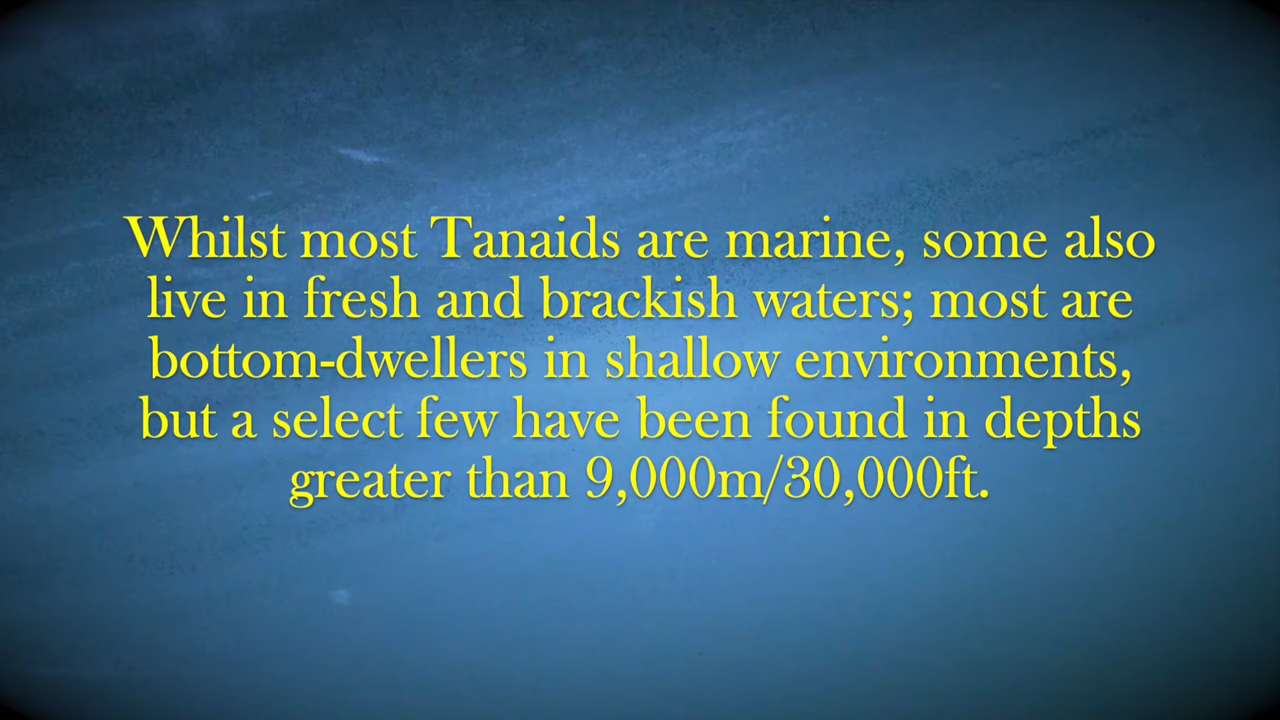 Whilst most Tanaids are marine, some also
live in fresh and brackish waters; most are
bottom-dwellers in shallow environments,
but a select few have been found in depths
greater than 9,000m/30,000ft.